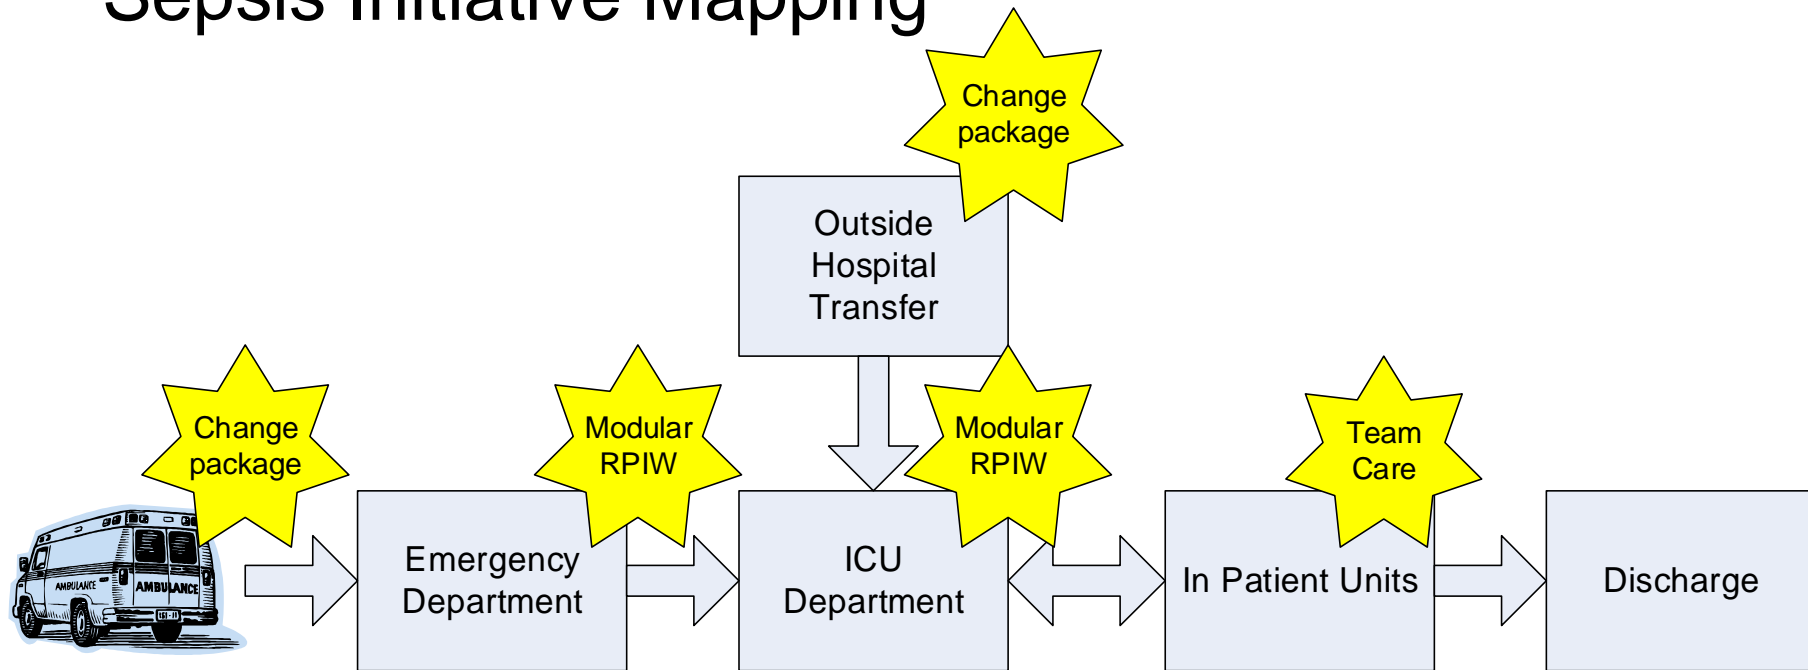 Sepsis Initiative Mapping
Change
package
Outside
Hospital
Transfer
Change
package
Modular
RPIW
Modular
RPIW
Team
Care
AMBULANCE
AMBULANCE
Emergency
Department
ICU
Department
In Patient Units
Discharge